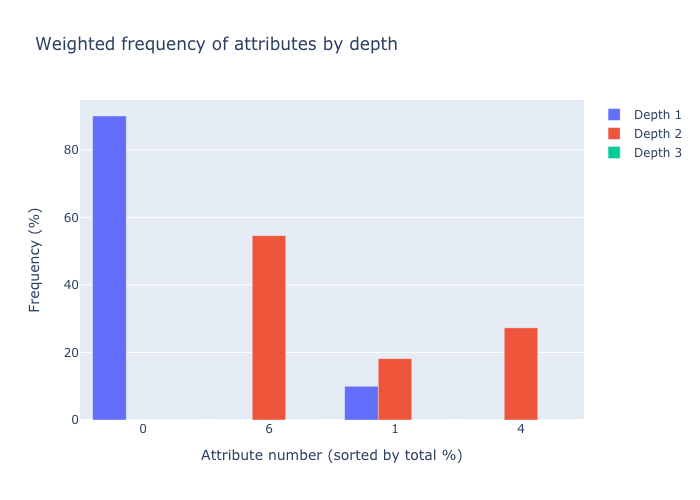 Weighted frequency of attributes by depth
Depth 1
Depth 2
Depth 3
Frequency (%)
80
60
40
20
0
0
6
1
4
Attribute number (sorted by total %)